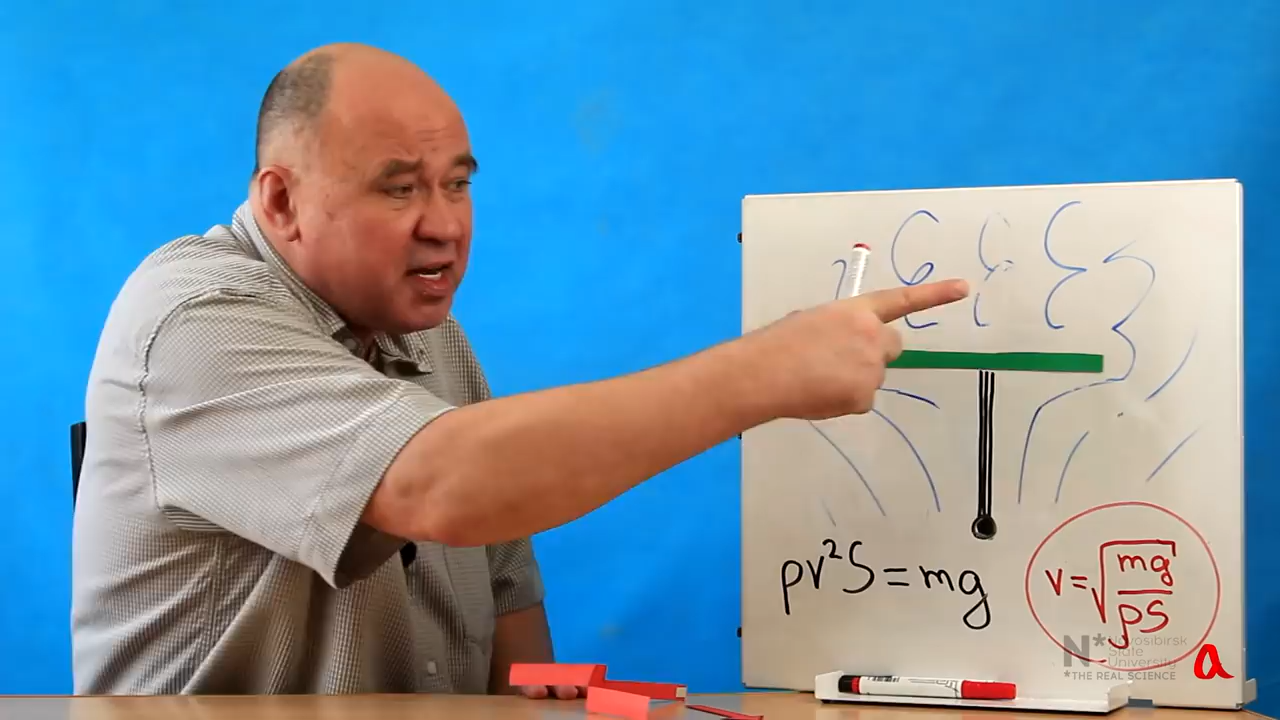 ρv²S=mg
v=√(mg/ρS)
N*
Novosibirsk
State
University
*THE REAL SCIENCE
a